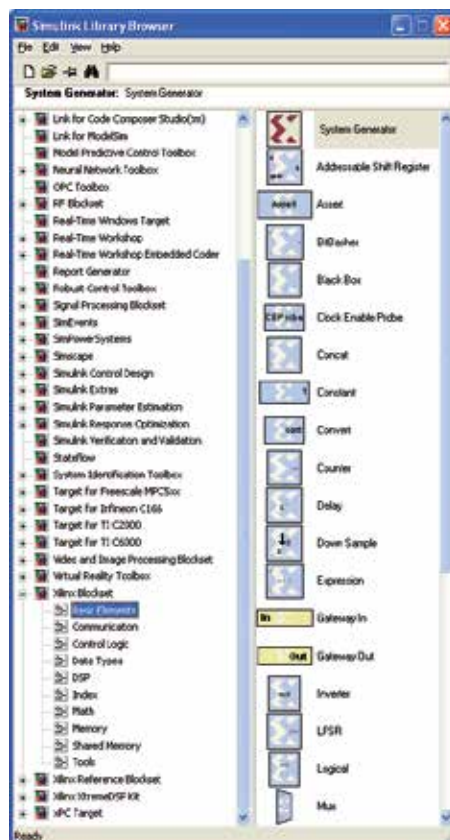 Simulink Library Browser
File Edit View Help
System Generator: System Generator
Link for Code Composer Studio(tm)
Link for ModelSim
Model Predictive Control Toolbox
Neural Network Toolbox
OPC Toolbox
RF Blockset
Real-Time Windows Target
Real-Time Workshop
Real-Time Workshop Embedded Coder
Report Generator
Robust Control Toolbox
Signal Processing Blockset
SimEvents
SimPowerSystems
Simscape
Simulink Control Design
Simulink Extras
Simulink Parameter Estimation
Simulink Response Optimization
Simulink Verification and Validation
Stateflow
System Identification Toolbox
Target for Freescale MPC5xx
Target for Infineon C166
Target for TI C2000
Target for TI C6000
Video and Image Processing Blockset
Virtual Reality Toolbox
Xilinx Blockset
Basic Elements
Communication
Control Logic
Data Types
DSP
Index
Math
Memory
Shared Memory
Tools
Xilinx Reference Blockset
Xilinx XtremeDSP Kit
xPC Target
System Generator
Addressable Shift Register
Assert
Assert
BitBasher
Black Box
Clock Enable Probe
Concat
Constant
cast
Convert
Counter
Delay
Down Sample
Expression
In
Gateway In
Out
Gateway Out
Inverter
LFSR
Logical
Mux
Ready